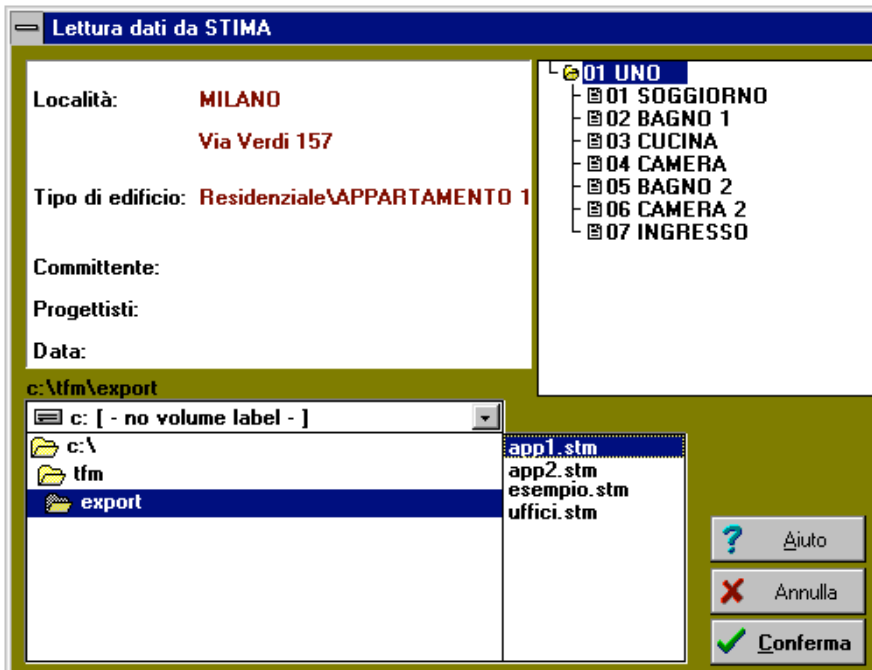 Lettura dati da STIMA
Località: MILANO
Via Verdi 157
Tipo di edificio: Residenziale\APPARTAMENTO 1
Committente:
Progettisti:
Data:
01 UNO
01 SOGGIORNO
02 BAGNO 1
03 CUCINA
04 CAMERA
05 BAGNO 2
06 CAMERA 2
07 INGRESSO
c:\tfm\export
c: [ - no volume label - ]
c:\
tfm
export
app1.stm
app2.stm
esempio.stm
uffici.stm
? Aiuto
Annulla
Conferma